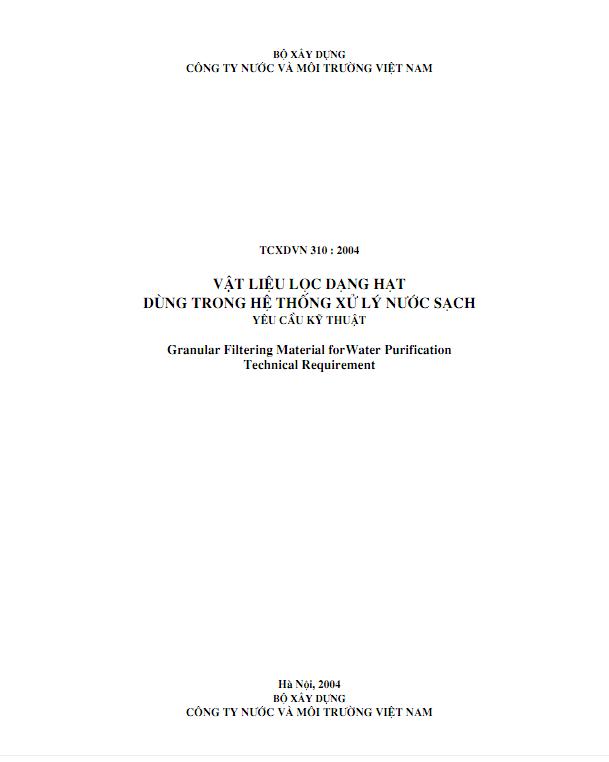 BỘ XÂY DỰNG
CÔNG TY NƯỚC VÀ MÔI TRƯỜNG VIỆT NAM
TCXDVN 310 : 2004
VẬT LIỆU LỌC DẠNG HẠT
DÙNG TRONG HỆ THỐNG XỬ LÝ NƯỚC SẠCH
YÊU CẦU KỸ THUẬT
Granular Filtering Material forWater Purification
Technical Requirement
Hà Nội, 2004
BỘ XÂY DỰNG
CÔNG TY NƯỚC VÀ MÔI TRƯỜNG VIỆT NAM